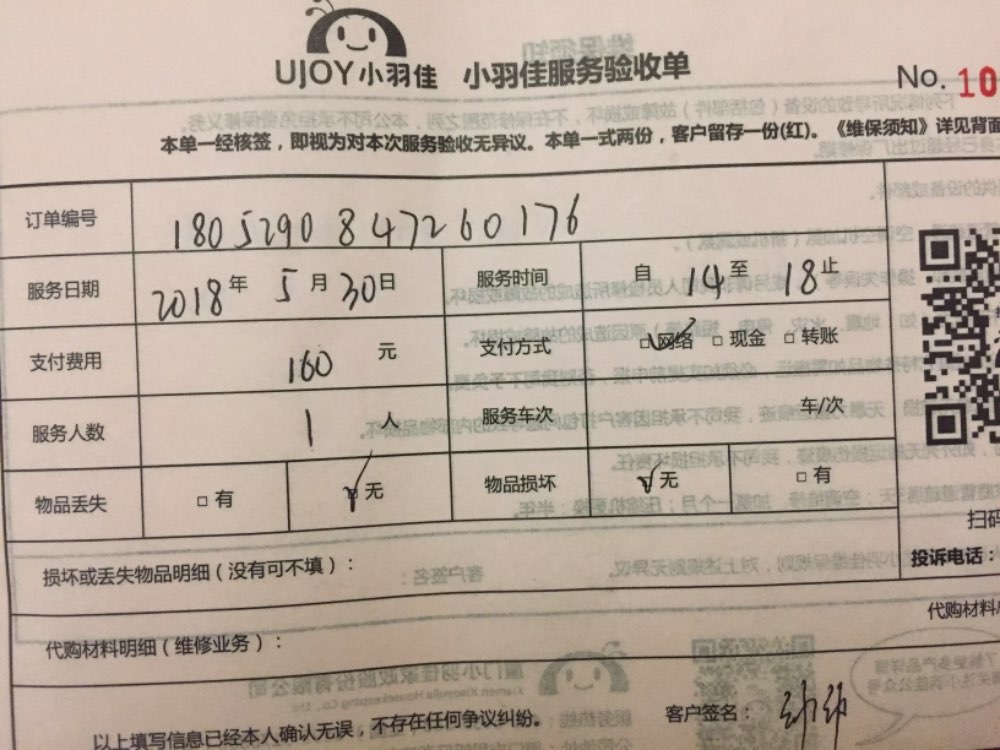 UJOY小羽佳 小羽佳服务验收单
No. 10
本单一经核签，即视为对本次服务验收无异议。本单一式两份，客户留存一份(红)。《维保须知》详见背面
订单编号 1805290847260176
服务日期 2018年 5月30日 服务时间 自 14至 18止
支付费用 160 元 支付方式 □网络 □现金 □转账
服务人数 1 人 服务车次 车/次
物品丢失 □有 □无 物品损坏 □无 □有
扫码
损坏或丢失物品明细（没有可不填）： 投诉电话：
代购材料
代购材料明细（维修业务）：
客户签名：
以上填写信息已经本人确认无误，不存在任何争议纠纷。